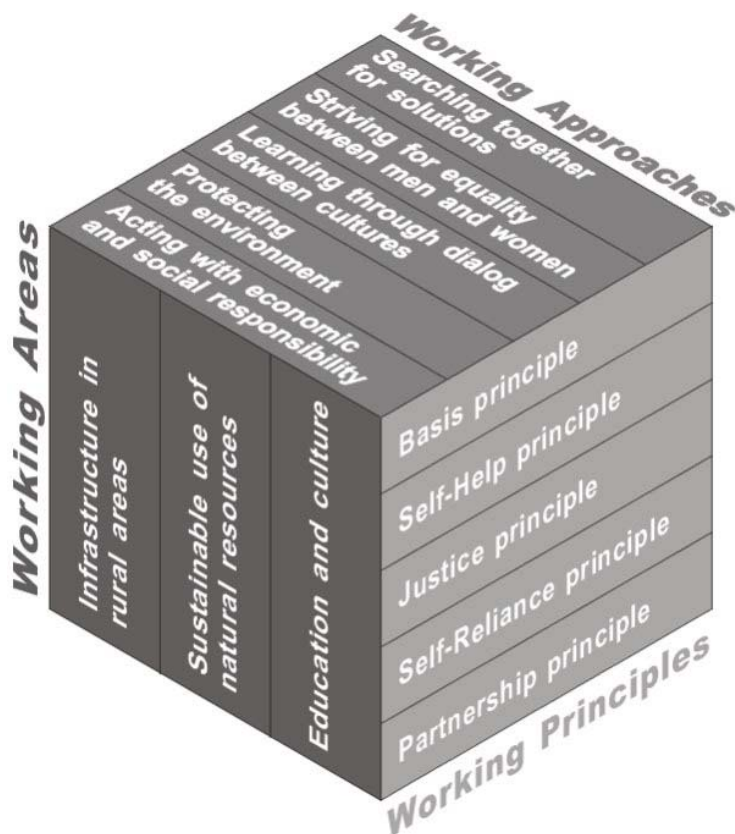 Working Approaches
Searching together
for solutions
Striving for equality
between men and women
Learning through dialog
between cultures
Protecting
the environment
Acting with economic
and social responsibility
Working Areas
Infrastructure in
rural areas
Sustainable use of
natural resources
Education and culture
Basis principle
Self-Help principle
Justice principle
Self-Reliance principle
Partnership principle
Working Principles